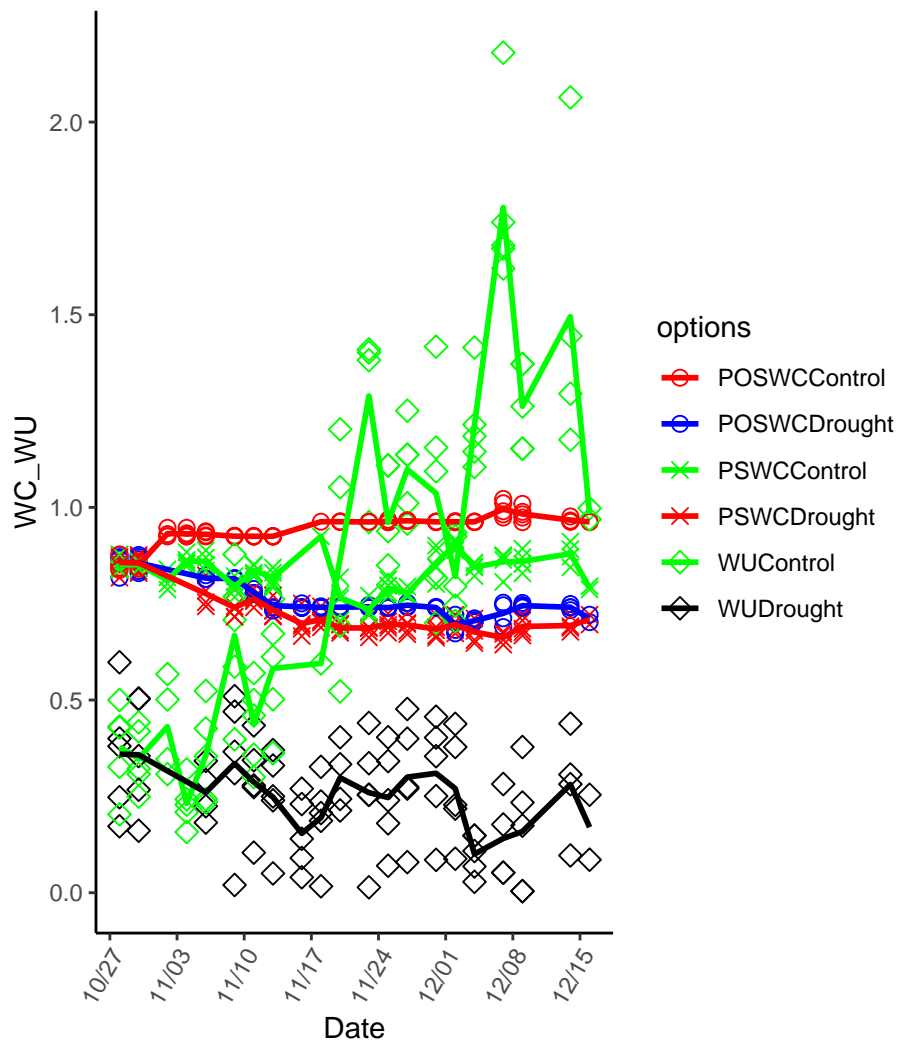 WC_WU
2.0
1.5
1.0
0.5
0.0
10/27
11/03
11/10
11/17
11/24
12/01
12/08
12/15
Date
options
POSWCControl
POSWCDrought
PSWCControl
PSWCDrought
WUControl
WUDrought